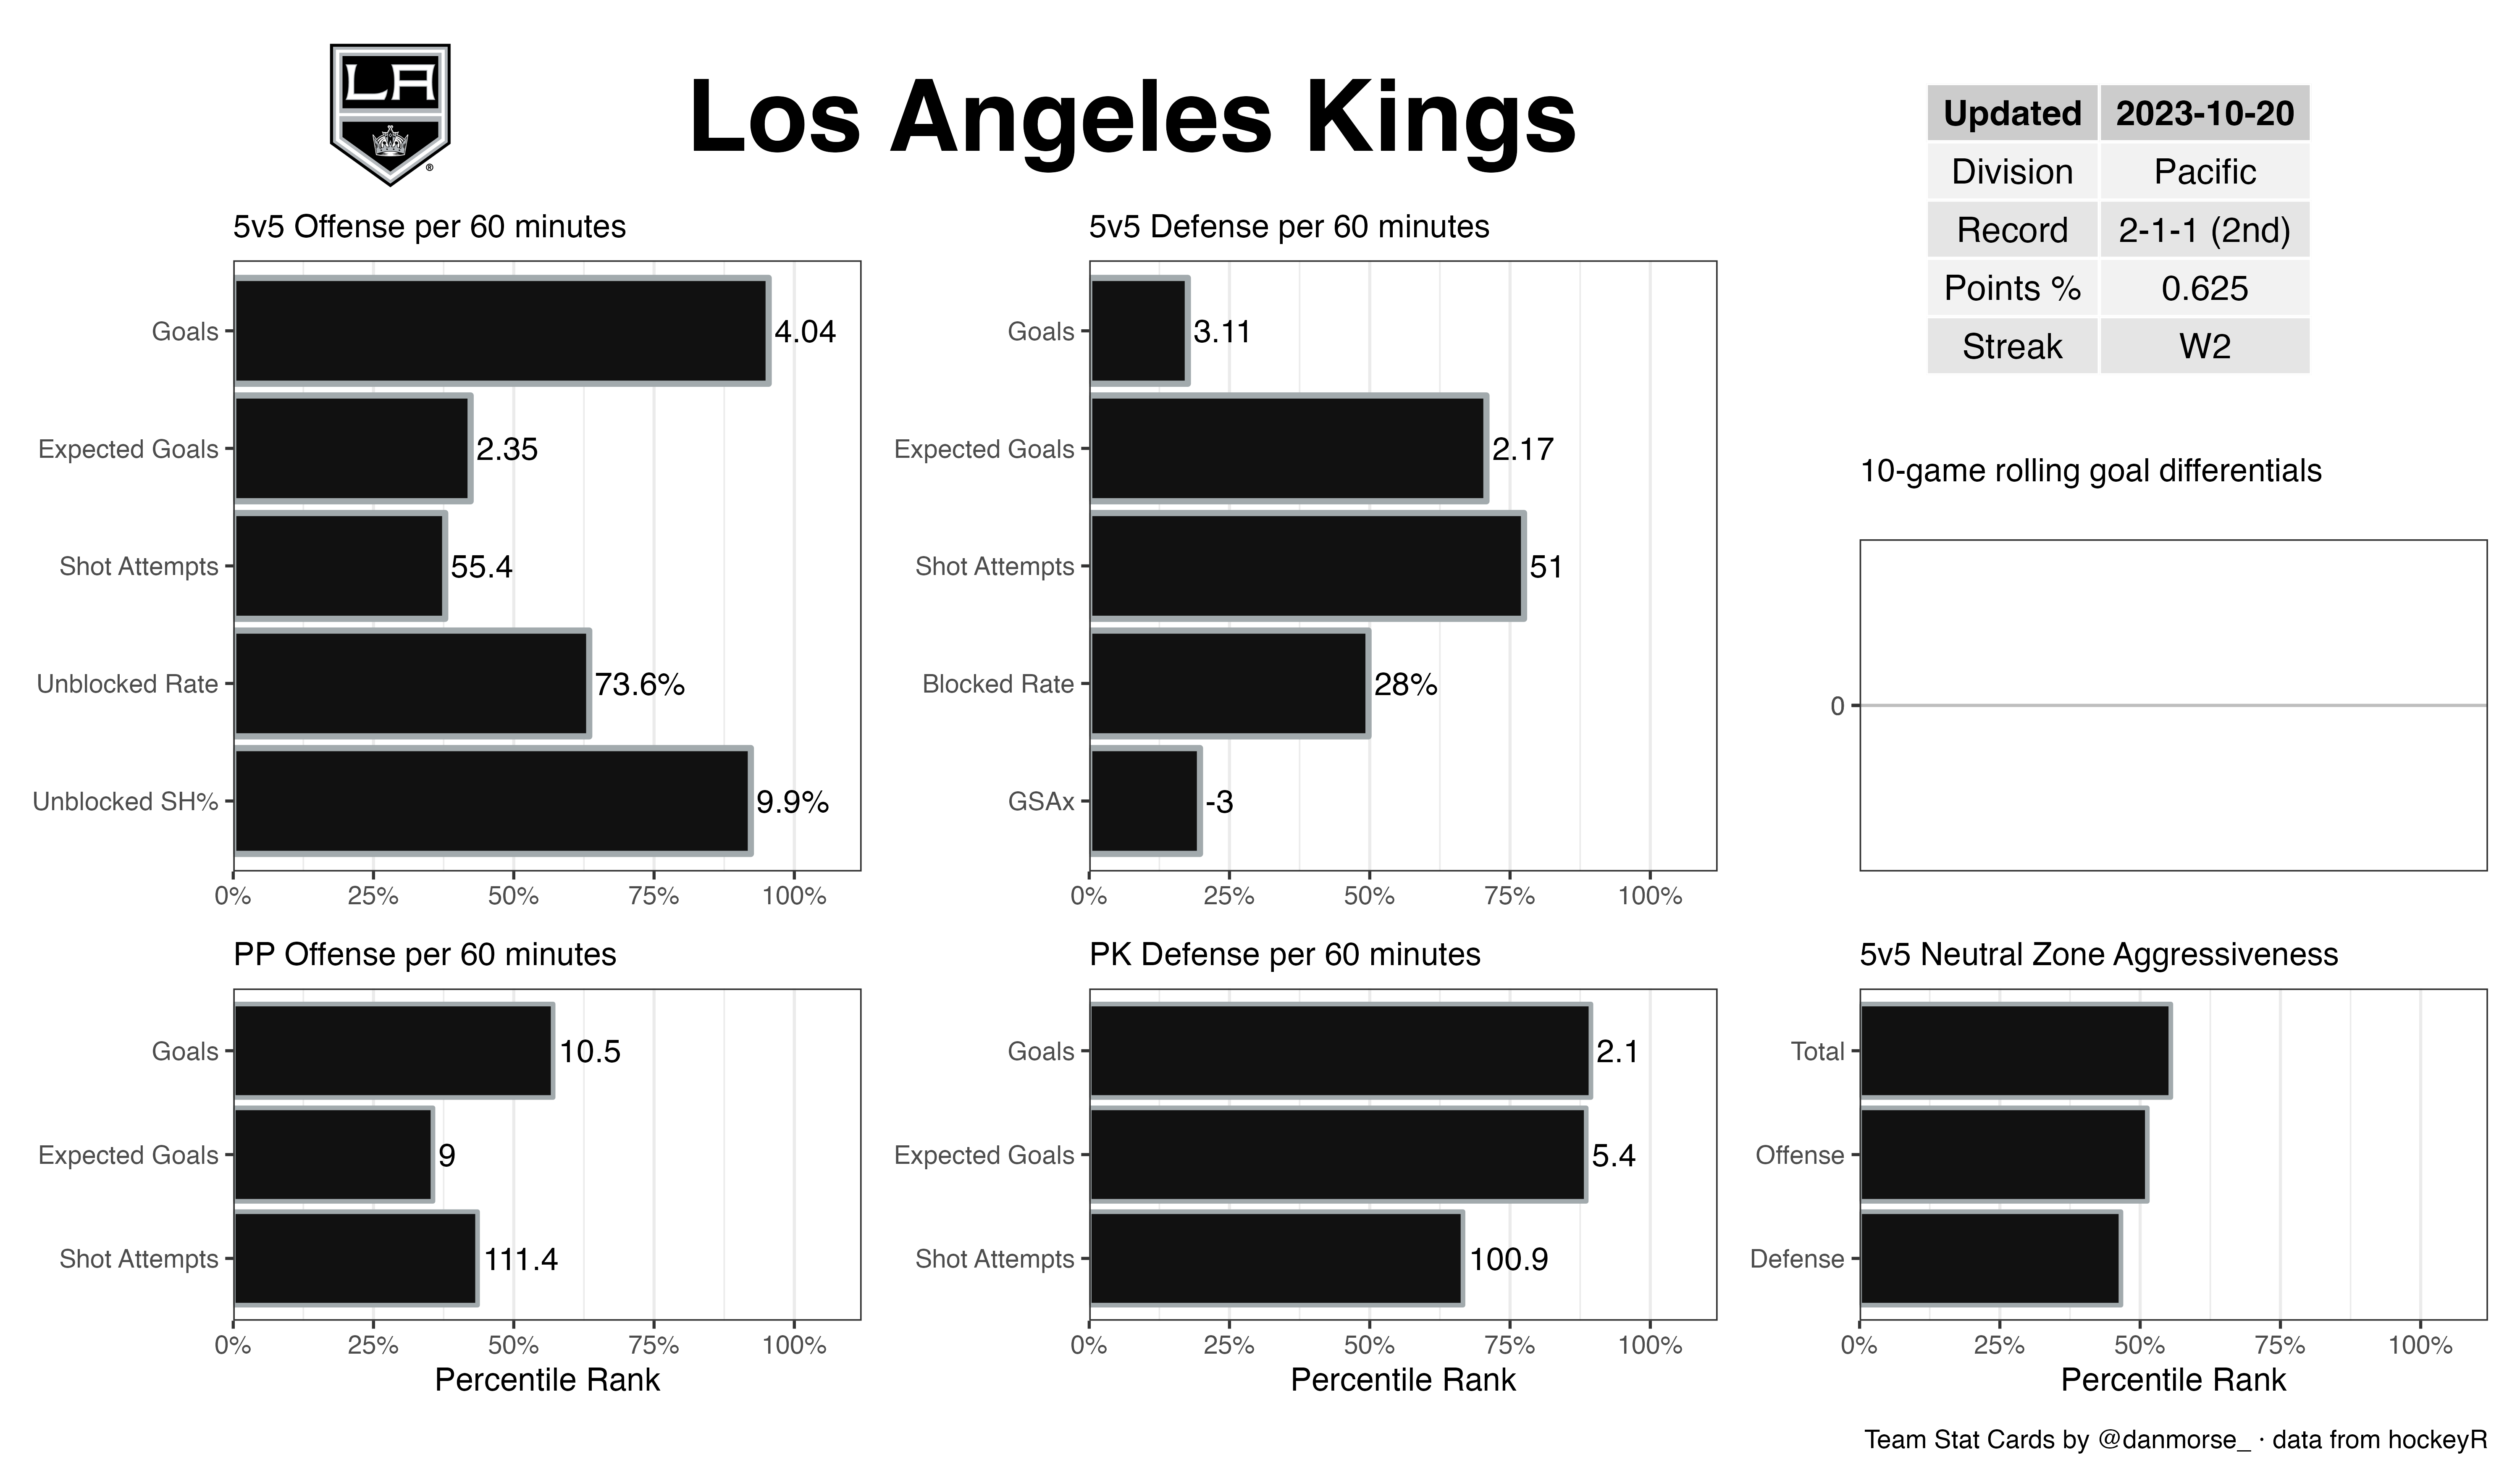 LA
®
Los Angeles Kings
Updated 2023-10-20
Division Pacific
Record 2-1-1 (2nd)
Points % 0.625
Streak W2
5v5 Offense per 60 minutes
Goals 4.04
Expected Goals 2.35
Shot Attempts 55.4
Unblocked Rate 73.6%
Unblocked SH% 9.9%
0% 25% 50% 75% 100%
5v5 Defense per 60 minutes
Goals 3.11
Expected Goals 2.17
Shot Attempts 51
Blocked Rate 28%
GSAx -3
0% 25% 50% 75% 100%
10-game rolling goal differentials
0
PP Offense per 60 minutes
Goals 10.5
Expected Goals 9
Shot Attempts 111.4
0% 25% 50% 75% 100%
Percentile Rank
PK Defense per 60 minutes
Goals 2.1
Expected Goals 5.4
Shot Attempts 100.9
0% 25% 50% 75% 100%
Percentile Rank
5v5 Neutral Zone Aggressiveness
Total
Offense
Defense
0% 25% 50% 75% 100%
Percentile Rank
Team Stat Cards by @danmorse_ · data from hockeyR